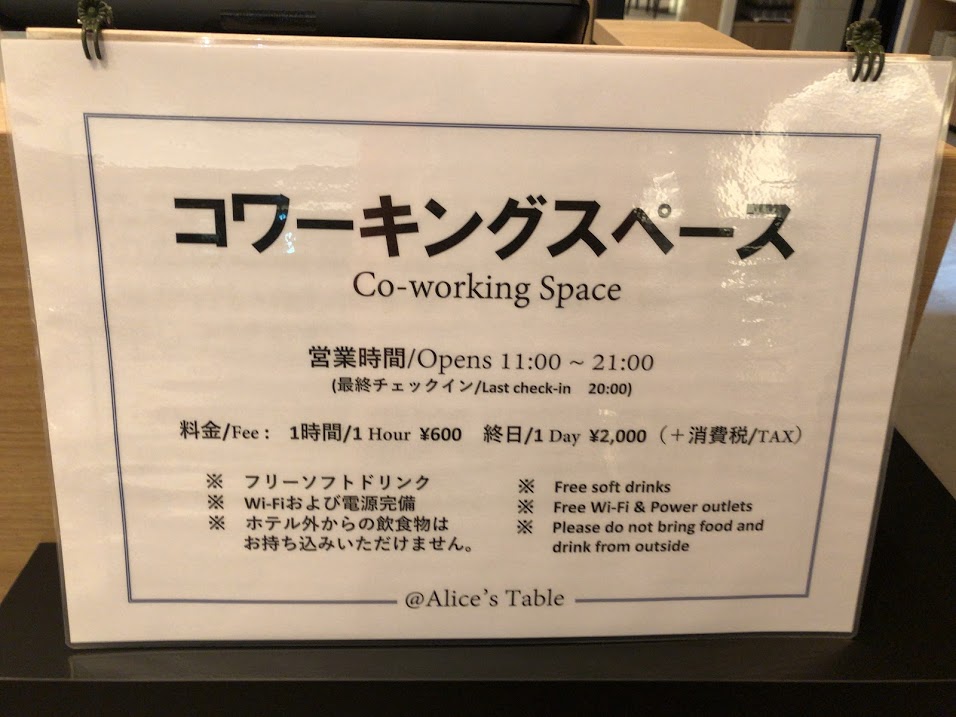 コワーキングスペース
Co-working Space
営業時間/Opens 11:00 ~ 21:00
(最終チェックイン/Last check-in 20:00)
料金/Fee : 1時間/1 Hour ¥600 終日/1 Day ¥2,000（＋消費税/TAX）
※ フリーソフトドリンク
※ Wi-Fiおよび電源完備
※ ホテル外からの飲食物は
お持ち込みいただけません。
※ Free soft drinks
※ Free Wi-Fi & Power outlets
※ Please do not bring food and
drink from outside
@Alice's Table